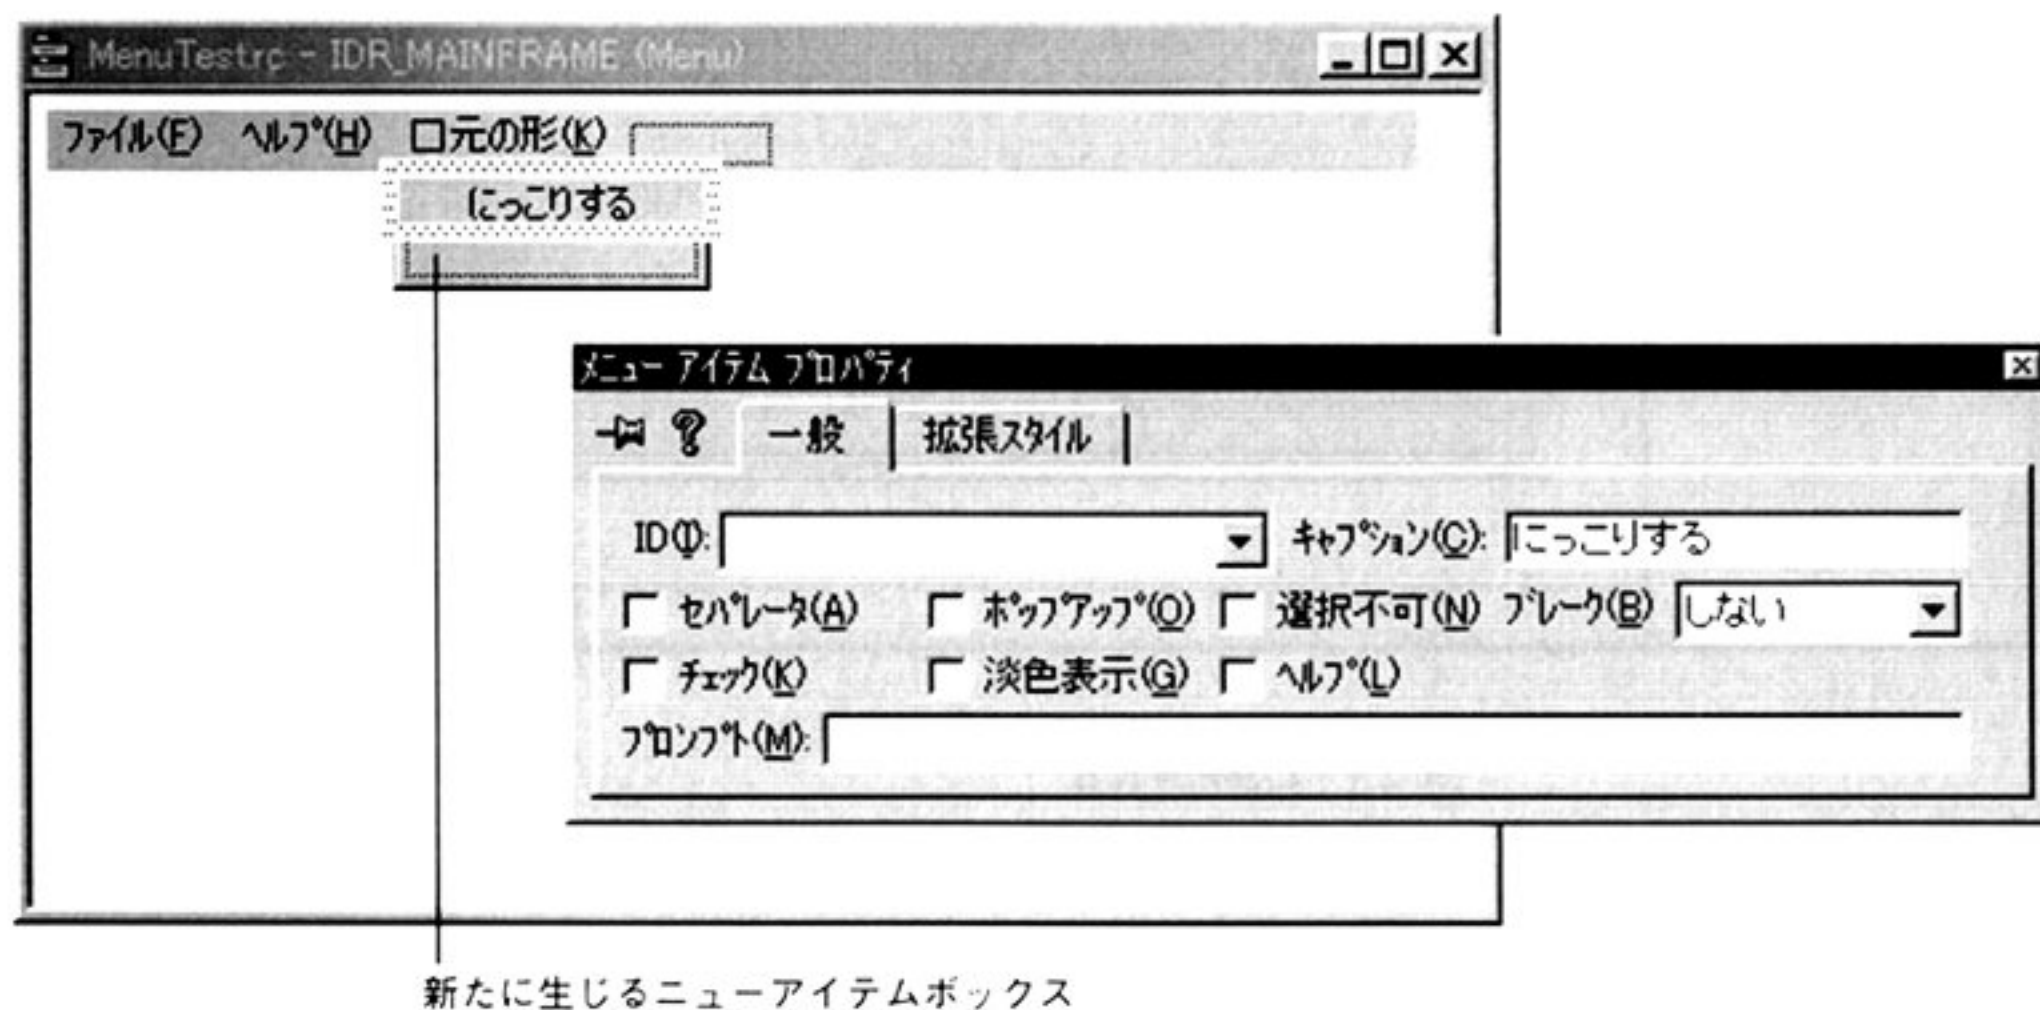 MenuTest.rc - IDR_MAINFRAME (Menu)
ファイル(F) ヘルプ(H) 口元の形(K)
にっこりする
メニュー アイテム プロパティ
一般 拡張スタイル
ID(I): キャプション(C): にっこりする
セパレータ(A) ポップアップ(O) 選択不可(N) ブレーク(B) しない
チェック(K) 淡色表示(G) ヘルプ(L)
プロンプト(M):
新たに生じるニューアイテムボックス